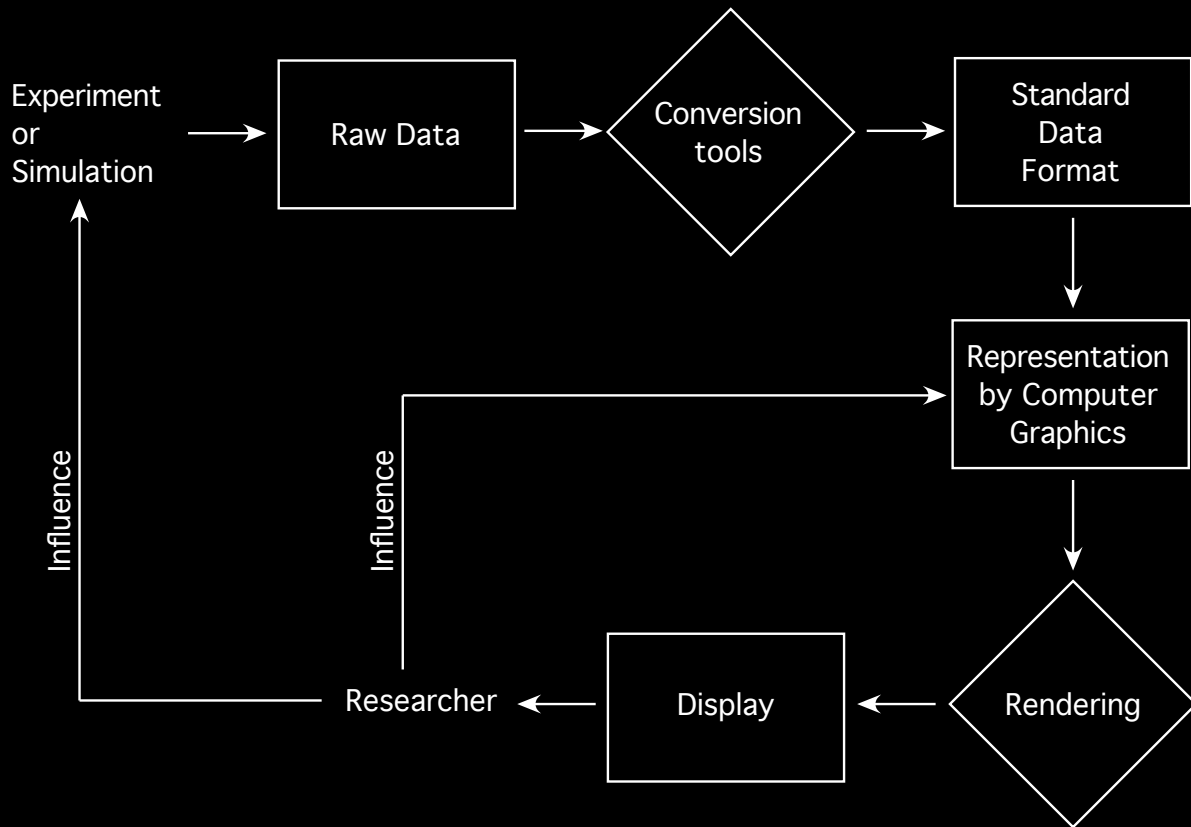 Experiment
or
Simulation
Raw Data
Conversion
tools
Standard
Data
Format
Representation
by Computer
Graphics
Influence
Influence
Researcher
Display
Rendering